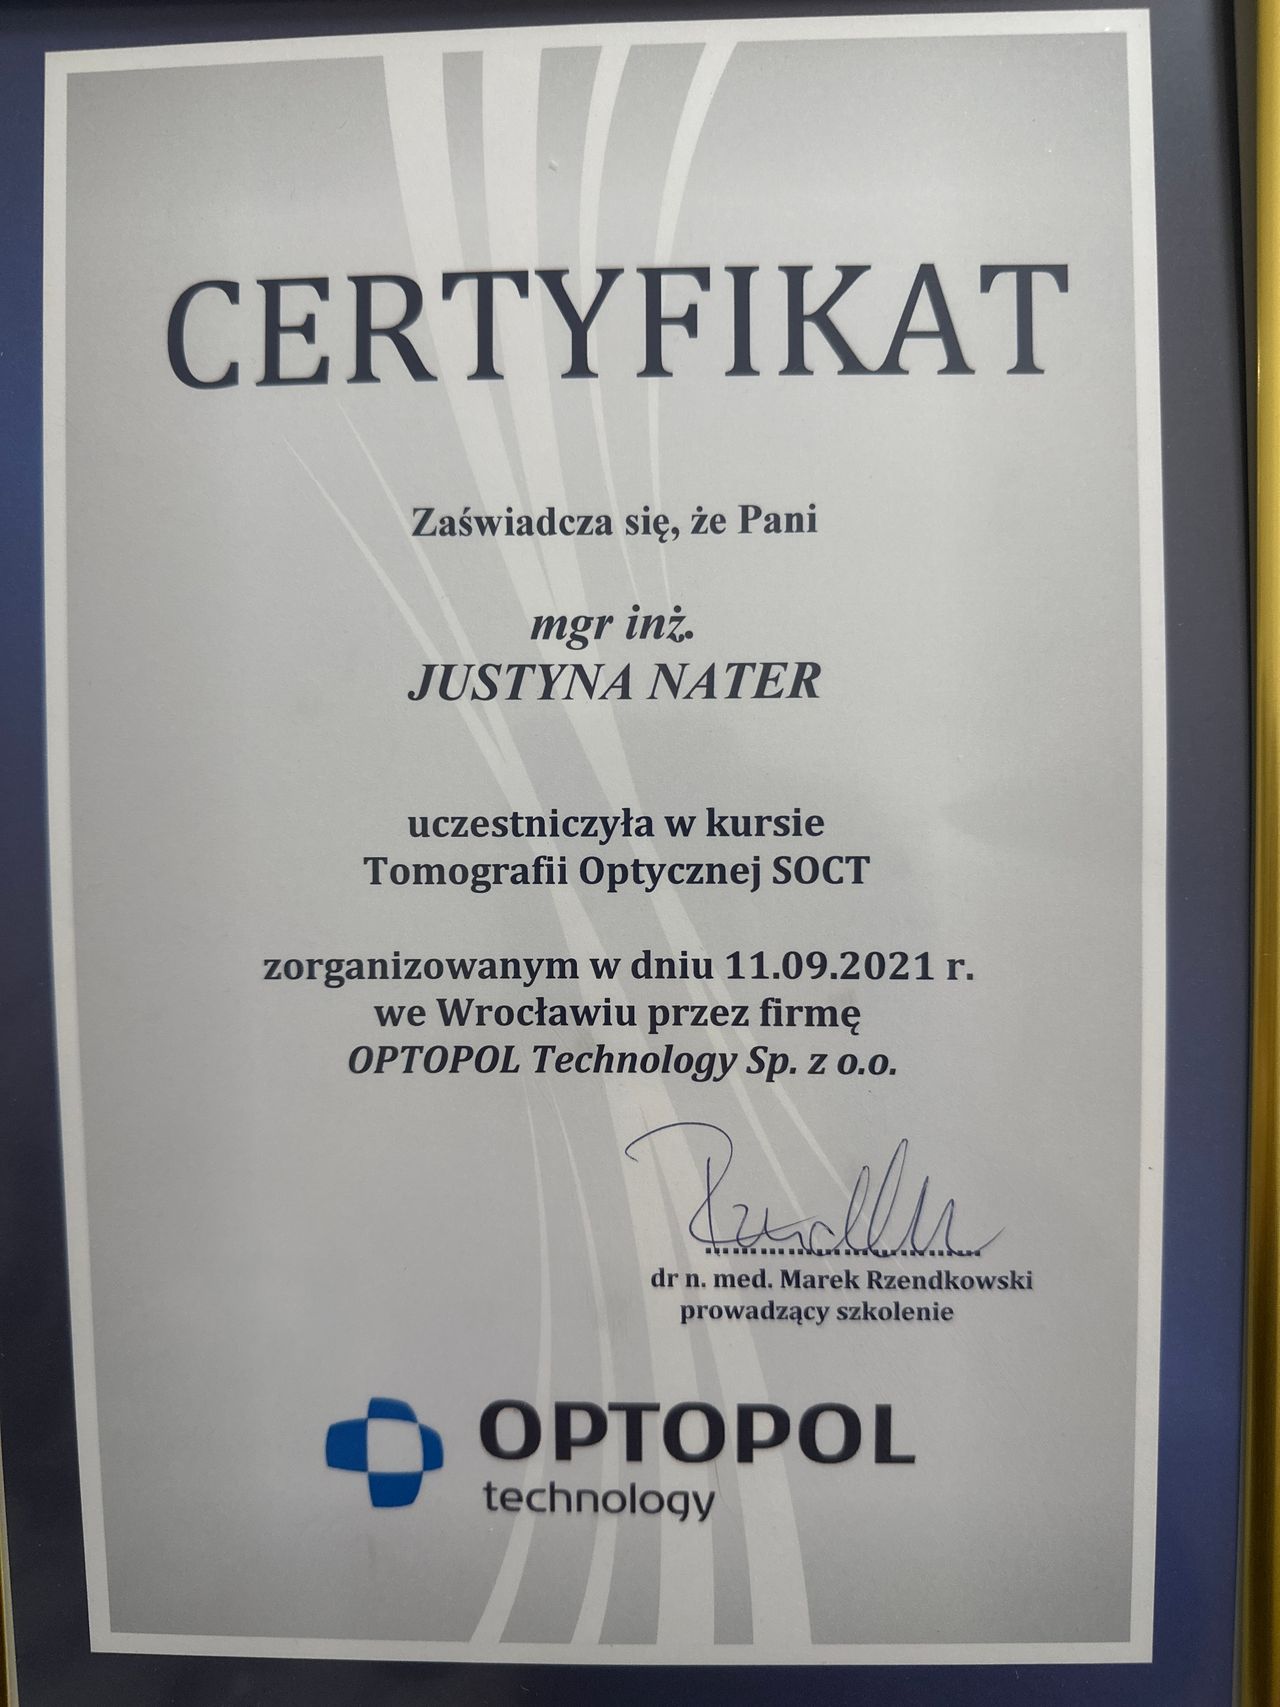 CERTYFIKAT
Zaświadcza się, że Pani
mgr inż.
JUSTYNA NATER
uczestniczyła w kursie
Tomografii Optycznej SOCT
zorganizowanym w dniu 11.09.2021 r.
we Wrocławiu przez firmę
OPTOPOL Technology Sp. z o.o.
dr n. med. Marek Rzendkowski
prowadzący szkolenie
OPTOPOL
technology